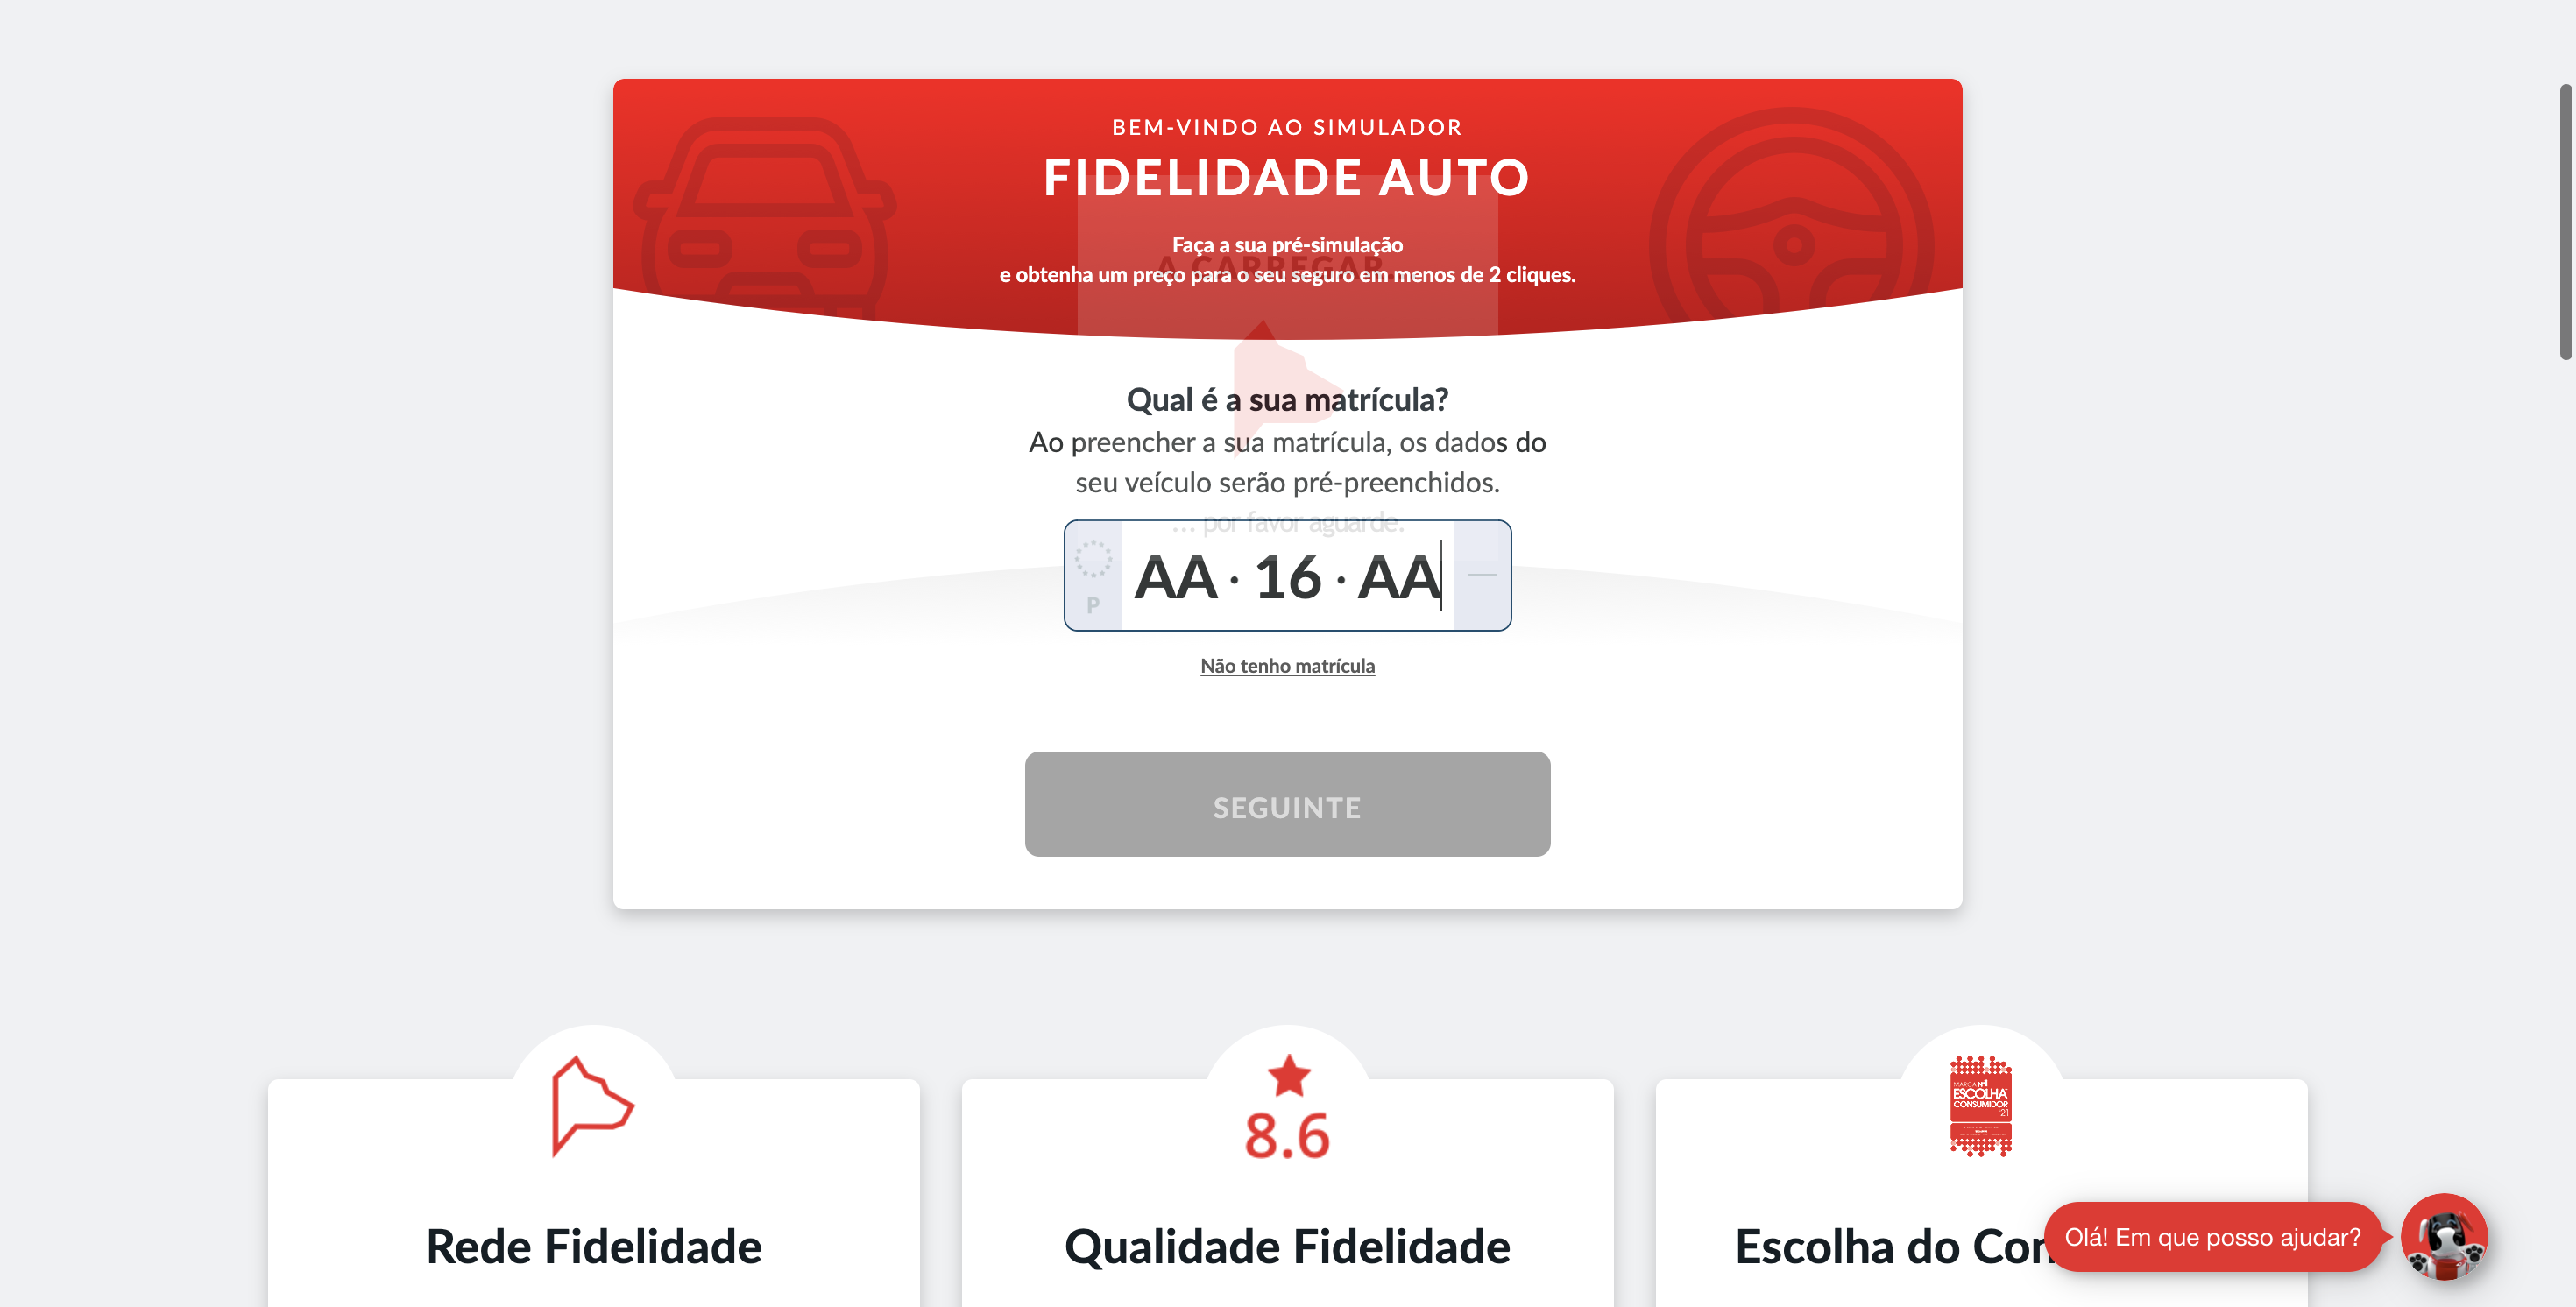 BEM-VINDO AO SIMULADOR
FIDELIDADE AUTO
Faça a sua pré-simulação
A CARREGAR
e obtenha um preço para o seu seguro em menos de 2 cliques.
Qual é a sua matrícula?
Ao preencher a sua matrícula, os dados do
seu veículo serão pré-preenchidos.
... por favor aguarde.
P
AA · 16 · AA
Não tenho matrícula
SEGUINTE
8.6
MARCA Nº1
ESCOLHA
CONSUMIDOR
'21
Rede Fidelidade
Qualidade Fidelidade
Escolha do Con
Olá! Em que posso ajudar?